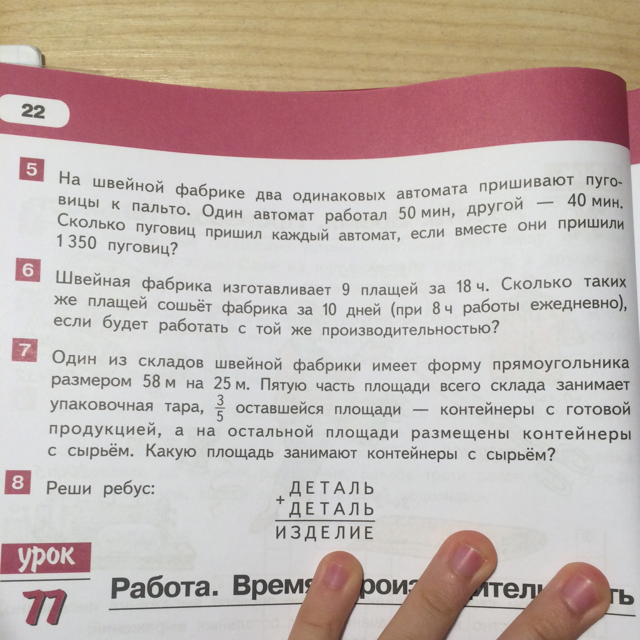 22
5 На швейной фабрике два одинаковых автомата пришивают пуго-
вицы к пальто. Один автомат работал 50 мин, другой — 40 мин.
Сколько пуговиц пришил каждый автомат, если вместе они пришили
1 350 пуговиц?
6 Швейная фабрика изготавливает 9 плащей за 18 ч. Сколько таких
же плащей сошьёт фабрика за 10 дней (при 8 ч работы ежедневно),
если будет работать с той же производительностью?
7 Один из складов швейной фабрики имеет форму прямоугольника
размером 58 м на 25 м. Пятую часть площади всего склада занимает
упаковочная тара, 3/5 оставшейся площади — контейнеры с готовой
продукцией, а на остальной площади размещены контейнеры
с сырьём. Какую площадь занимают контейнеры с сырьём?
8 Реши ребус:
ДЕТАЛЬ
+
ДЕТАЛЬ
ИЗДЕЛИЕ
урок
77
Работа. Время.